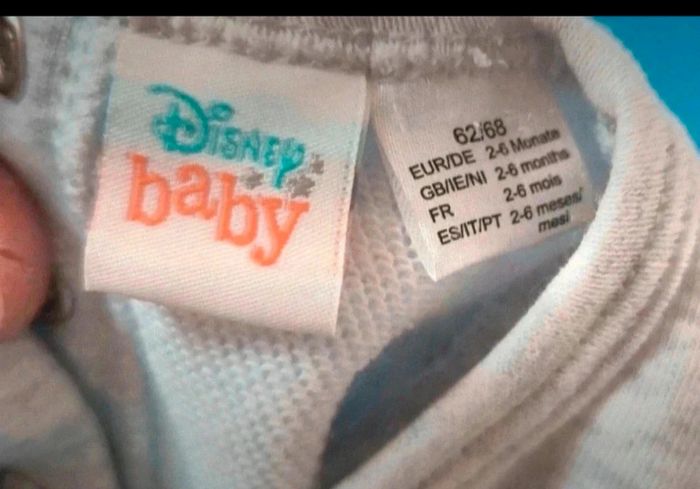 Disney
baby
62/68
EUR/DE 2-6 Monate
GB/IE/NI 2-6 months
FR 2-6 mois
ES/IT/PT 2-6 meses/
mesi